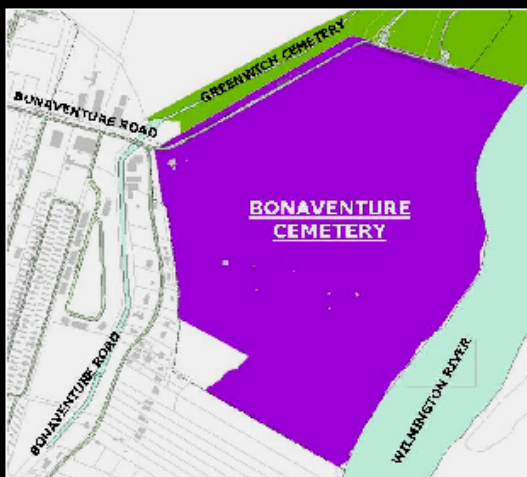 GREENWICH CEMETERY
BONAVENTURE ROAD
BONAVENTURE
CEMETERY
BONAVENTURE ROAD
WILMINGTON RIVER